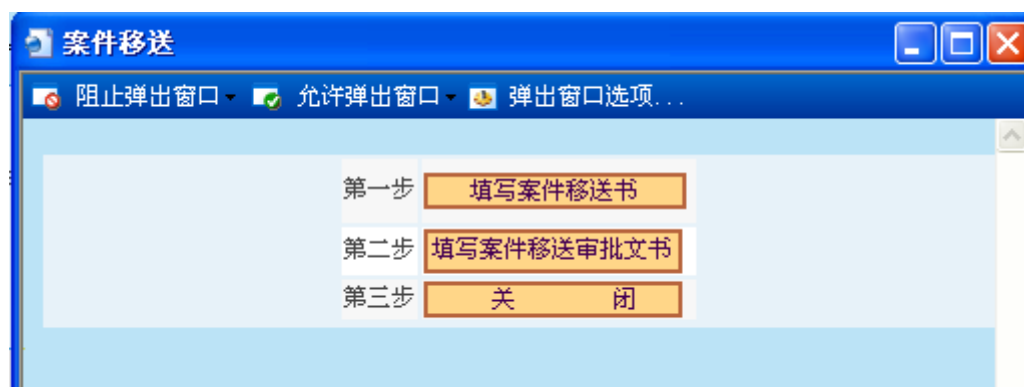 案件移送
阻止弹出窗口 允许弹出窗口 弹出窗口选项...
第一步 填写案件移送书
第二步 填写案件移送审批文书
第三步 关 闭